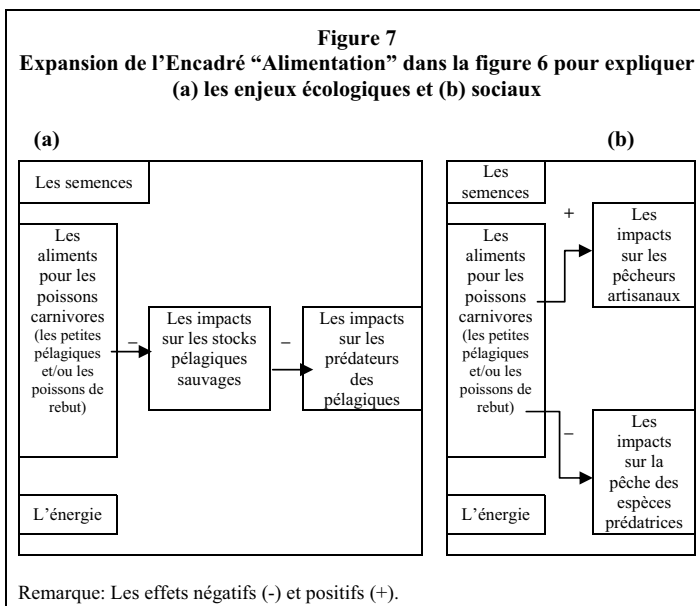 Figure 7
Expansion de l’Encadré “Alimentation” dans la figure 6 pour expliquer
(a) les enjeux écologiques et (b) sociaux
(a)
Les semences
Les
aliments
pour les
poissons
carnivores
(les petites
pélagiques
et/ou les
poissons de
rebut)
–
Les impacts
sur les stocks
pélagiques
sauvages
–
Les impacts
sur les
prédateurs
des
pélagiques
L’énergie
(b)
Les
semences
Les
aliments
pour les
poissons
carnivores
(les petites
pélagiques
et/ou les
poissons de
rebut)
+
Les
impacts
sur les
pêcheurs
artisanaux
–
Les
impacts
sur la
pêche des
espèces
prédatrices
L’énergie
Remarque: Les effets négatifs (-) et positifs (+).